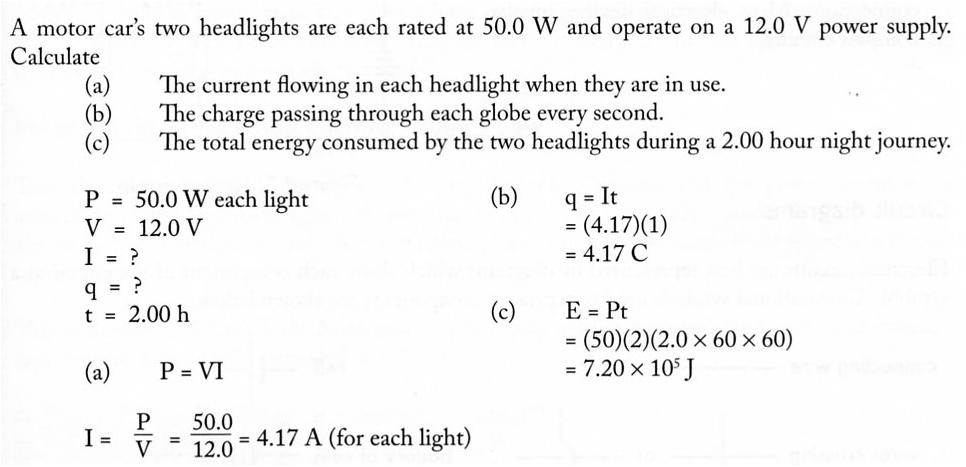 A motor car's two headlights are each rated at 50.0 W and operate on a 12.0 V power supply.
Calculate
(a) The current flowing in each headlight when they are in use.
(b) The charge passing through each globe every second.
(c) The total energy consumed by the two headlights during a 2.00 hour night journey.
P = 50.0 W each light
V = 12.0 V
I = ?
q = ?
t = 2.00 h
(a) P = VI
I = P/V = 50.0/12.0 = 4.17 A (for each light)
(b) q = It
= (4.17)(1)
= 4.17 C
(c) E = Pt
= (50)(2)(2.0 × 60 × 60)
= 7.20 × 10⁵ J